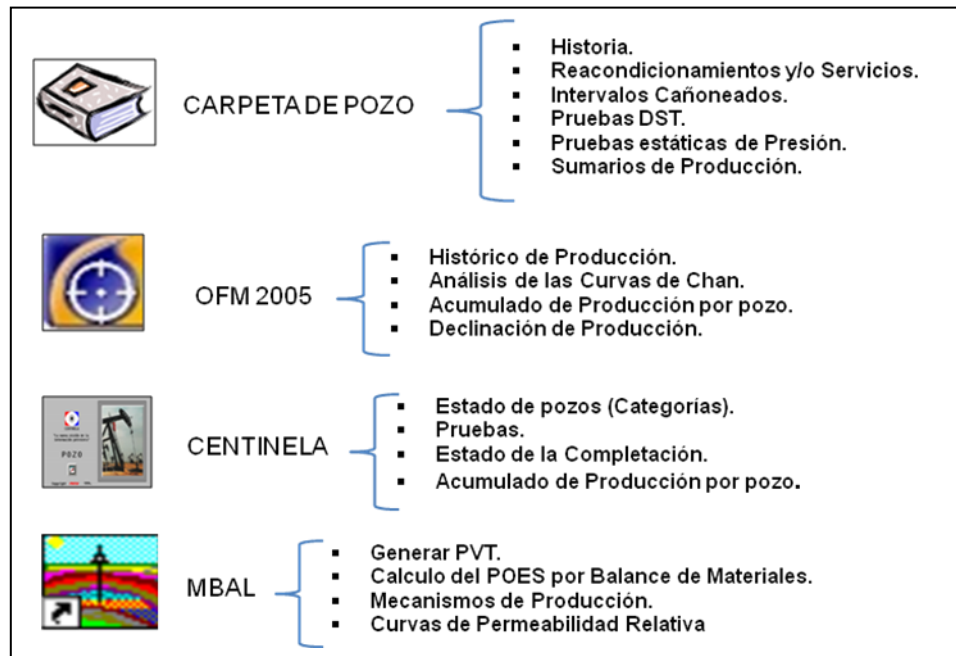 CARPETA DE POZO
▪ Historia.
▪ Reacondicionamientos y/o Servicios.
▪ Intervalos Cañoneados.
▪ Pruebas DST.
▪ Pruebas estáticas de Presión.
▪ Sumarios de Producción.
OFM 2005
▪ Histórico de Producción.
▪ Análisis de las Curvas de Chan.
▪ Acumulado de Producción por pozo.
▪ Declinación de Producción.
POZO
CENTINELA
▪ Estado de pozos (Categorías).
▪ Pruebas.
▪ Estado de la Completación.
▪ Acumulado de Producción por pozo.
MBAL
▪ Generar PVT.
▪ Calculo del POES por Balance de Materiales.
▪ Mecanismos de Producción.
▪ Curvas de Permeabilidad Relativa